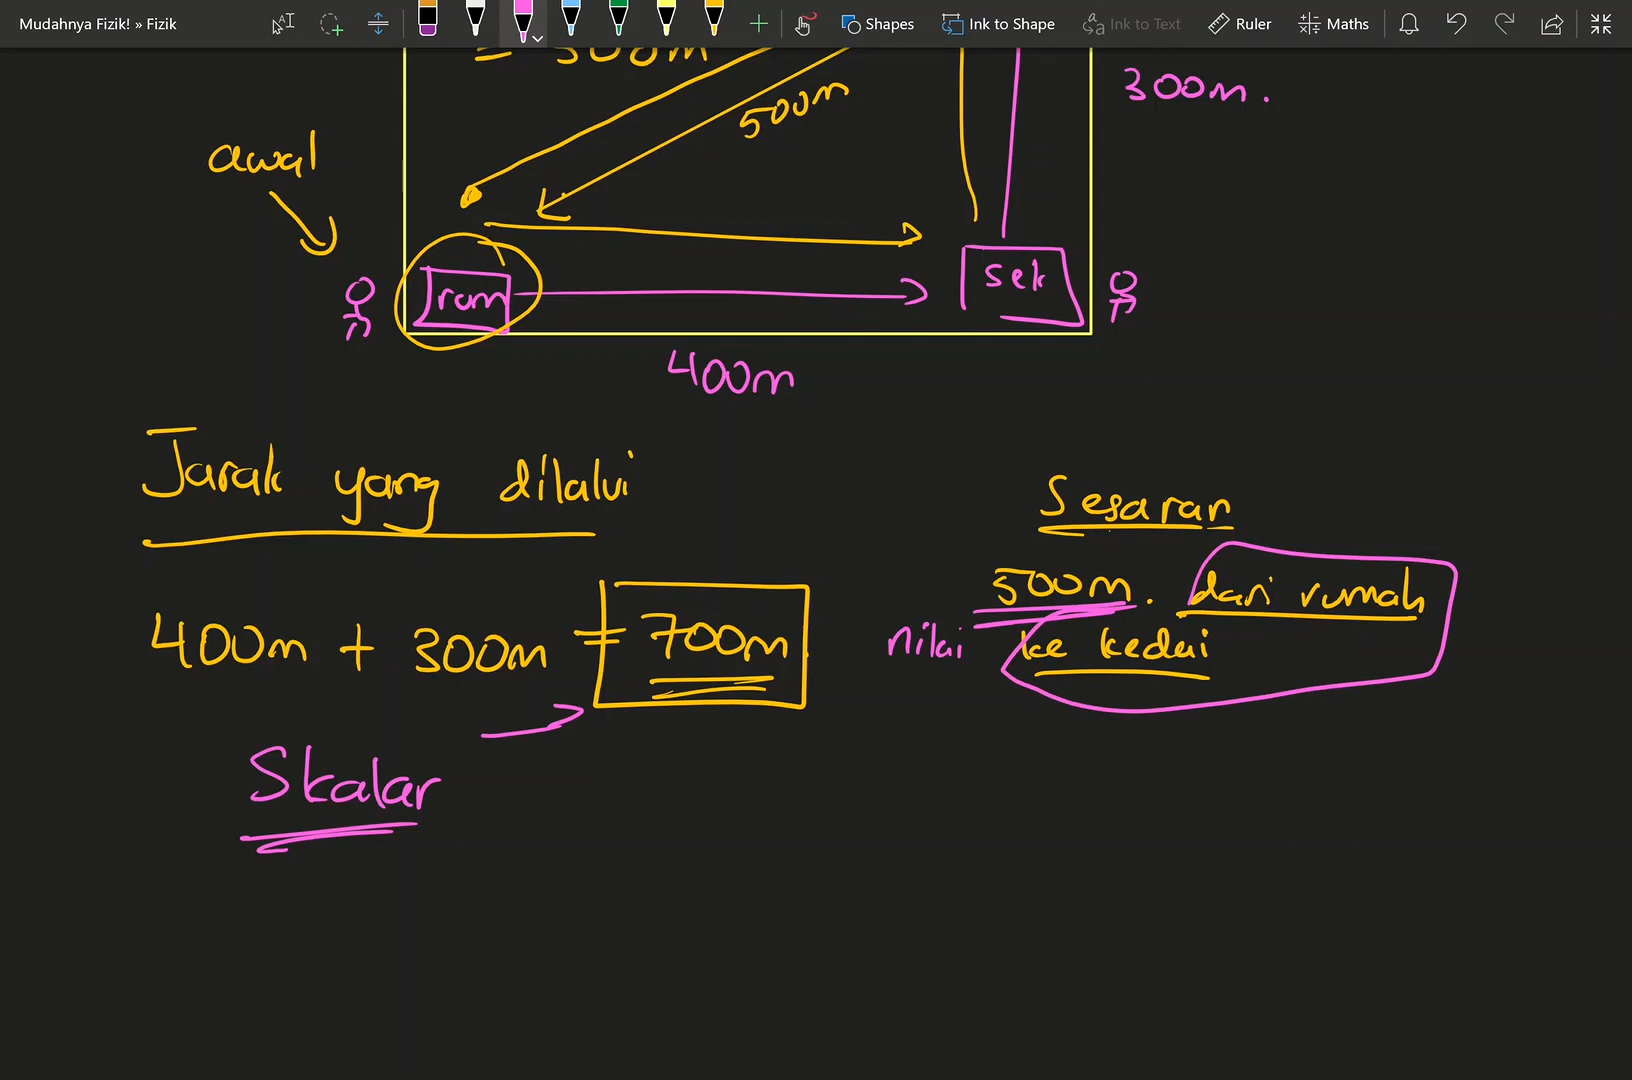 Mudahnya Fizik! » Fizik
Shapes
Ink to Shape
Ink to Text
Ruler
Maths
= 500m
500m
300m.
awal
rum
sek
400m
Jarak yang dilalui
400m + 300m = 700m
Skalar
Sesaran
500m. dari rumah
nilai ke kedai